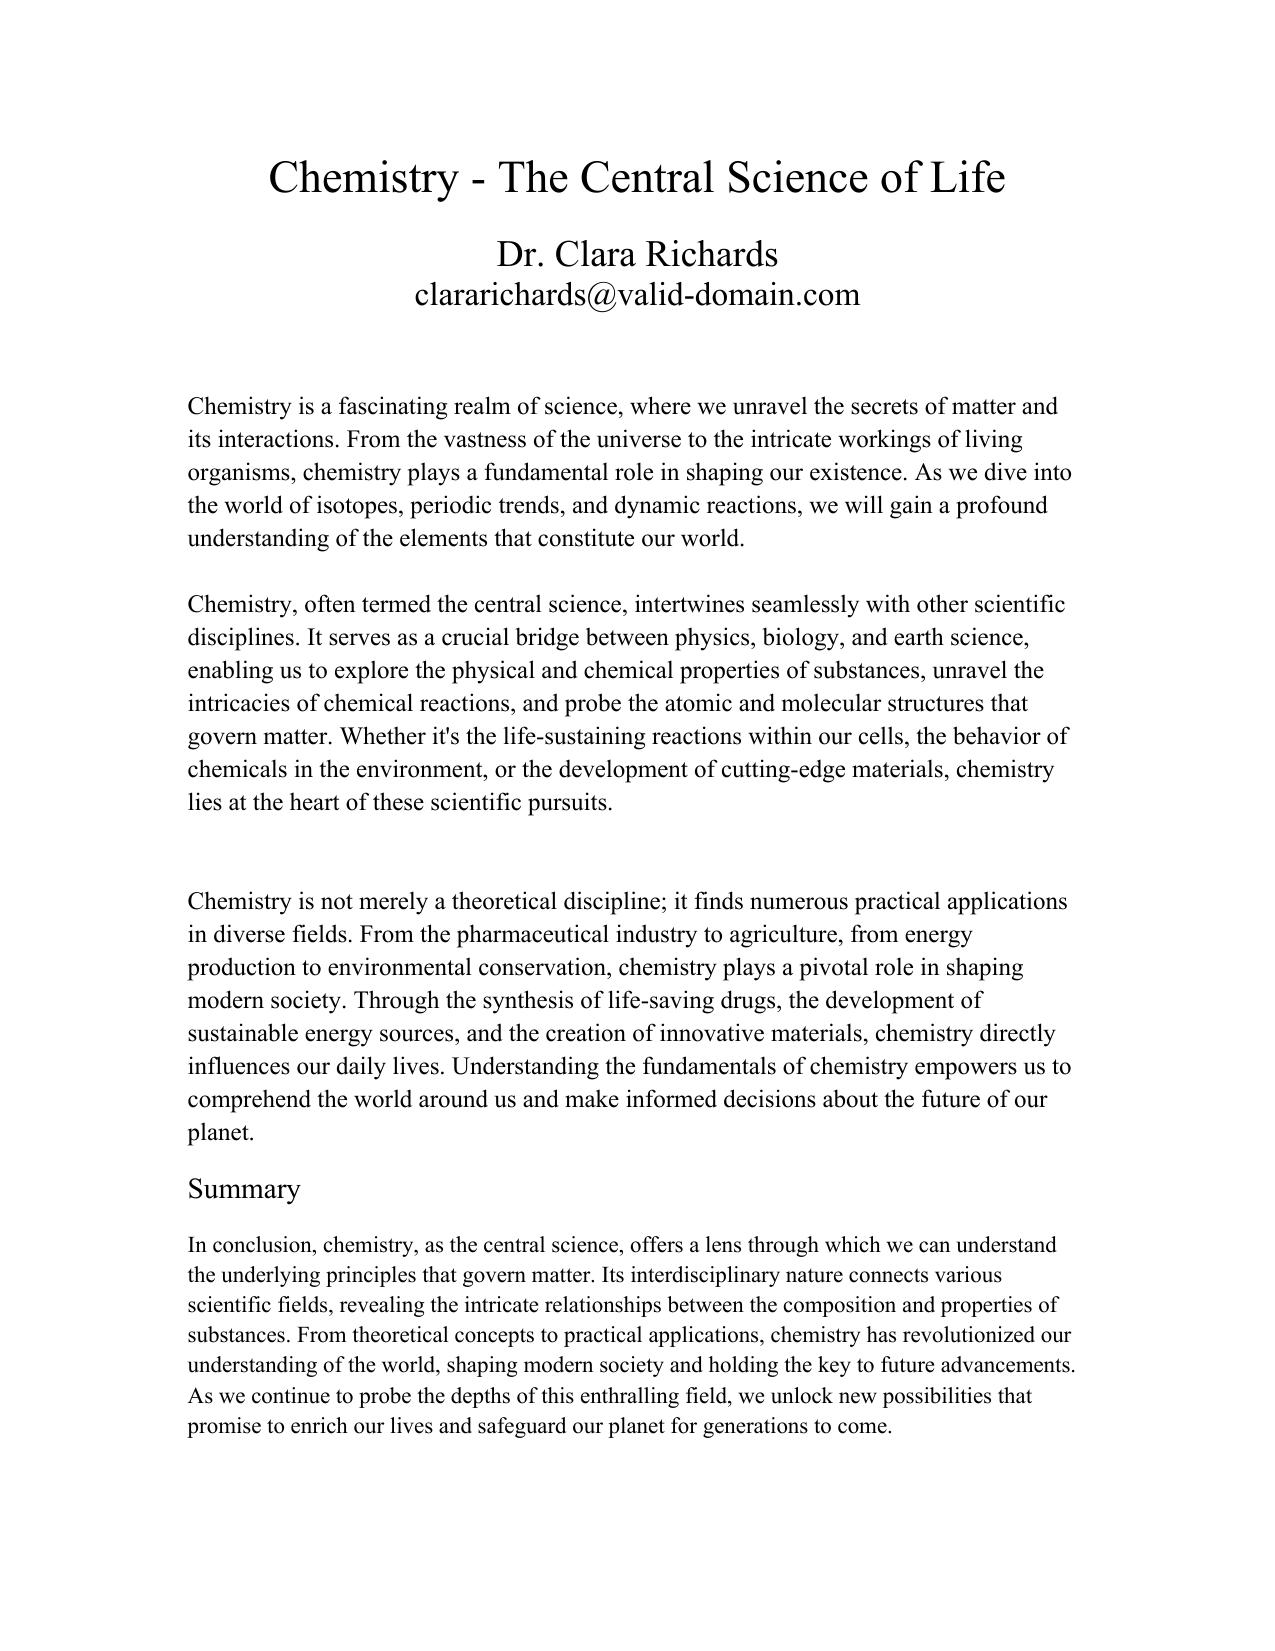 Chemistry - The Central Science of Life
Dr. Clara Richards
clararichards@valid-domain.com
Chemistry is a fascinating realm of science, where we unravel the secrets of matter and
its interactions. From the vastness of the universe to the intricate workings of living
organisms, chemistry plays a fundamental role in shaping our existence. As we dive into
the world of isotopes, periodic trends, and dynamic reactions, we will gain a profound
understanding of the elements that constitute our world.
Chemistry, often termed the central science, intertwines seamlessly with other scientific
disciplines. It serves as a crucial bridge between physics, biology, and earth science,
enabling us to explore the physical and chemical properties of substances, unravel the
intricacies of chemical reactions, and probe the atomic and molecular structures that
govern matter. Whether it's the life-sustaining reactions within our cells, the behavior of
chemicals in the environment, or the development of cutting-edge materials, chemistry
lies at the heart of these scientific pursuits.
Chemistry is not merely a theoretical discipline; it finds numerous practical applications
in diverse fields. From the pharmaceutical industry to agriculture, from energy
production to environmental conservation, chemistry plays a pivotal role in shaping
modern society. Through the synthesis of life-saving drugs, the development of
sustainable energy sources, and the creation of innovative materials, chemistry directly
influences our daily lives. Understanding the fundamentals of chemistry empowers us to
comprehend the world around us and make informed decisions about the future of our
planet.
Summary
In conclusion, chemistry, as the central science, offers a lens through which we can understand
the underlying principles that govern matter. Its interdisciplinary nature connects various
scientific fields, revealing the intricate relationships between the composition and properties of
substances. From theoretical concepts to practical applications, chemistry has revolutionized our
understanding of the world, shaping modern society and holding the key to future advancements.
As we continue to probe the depths of this enthralling field, we unlock new possibilities that
promise to enrich our lives and safeguard our planet for generations to come.